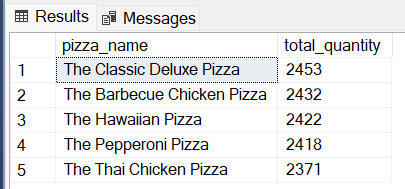 Results Messages
pizza_name total_quantity
1 The Classic Deluxe Pizza 2453
2 The Barbecue Chicken Pizza 2432
3 The Hawaiian Pizza 2422
4 The Pepperoni Pizza 2418
5 The Thai Chicken Pizza 2371